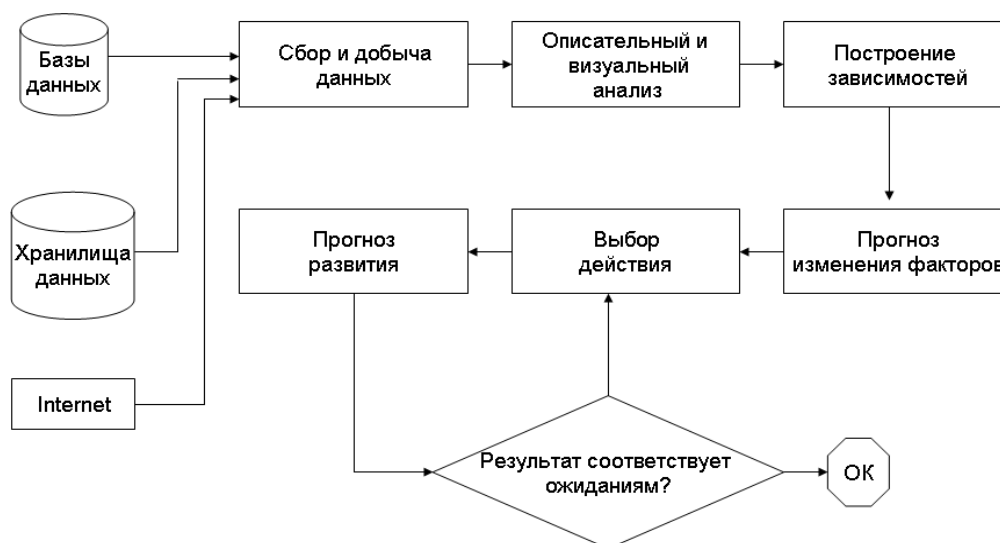 Базы
данных
Сбор и добыча
данных
Описательный и
визуальный
анализ
Построение
зависимостей
Хранилища
данных
Прогноз
развития
Выбор
действия
Прогноз
изменения факторов
Internet
Результат соответствует
ожиданиям?
ОК